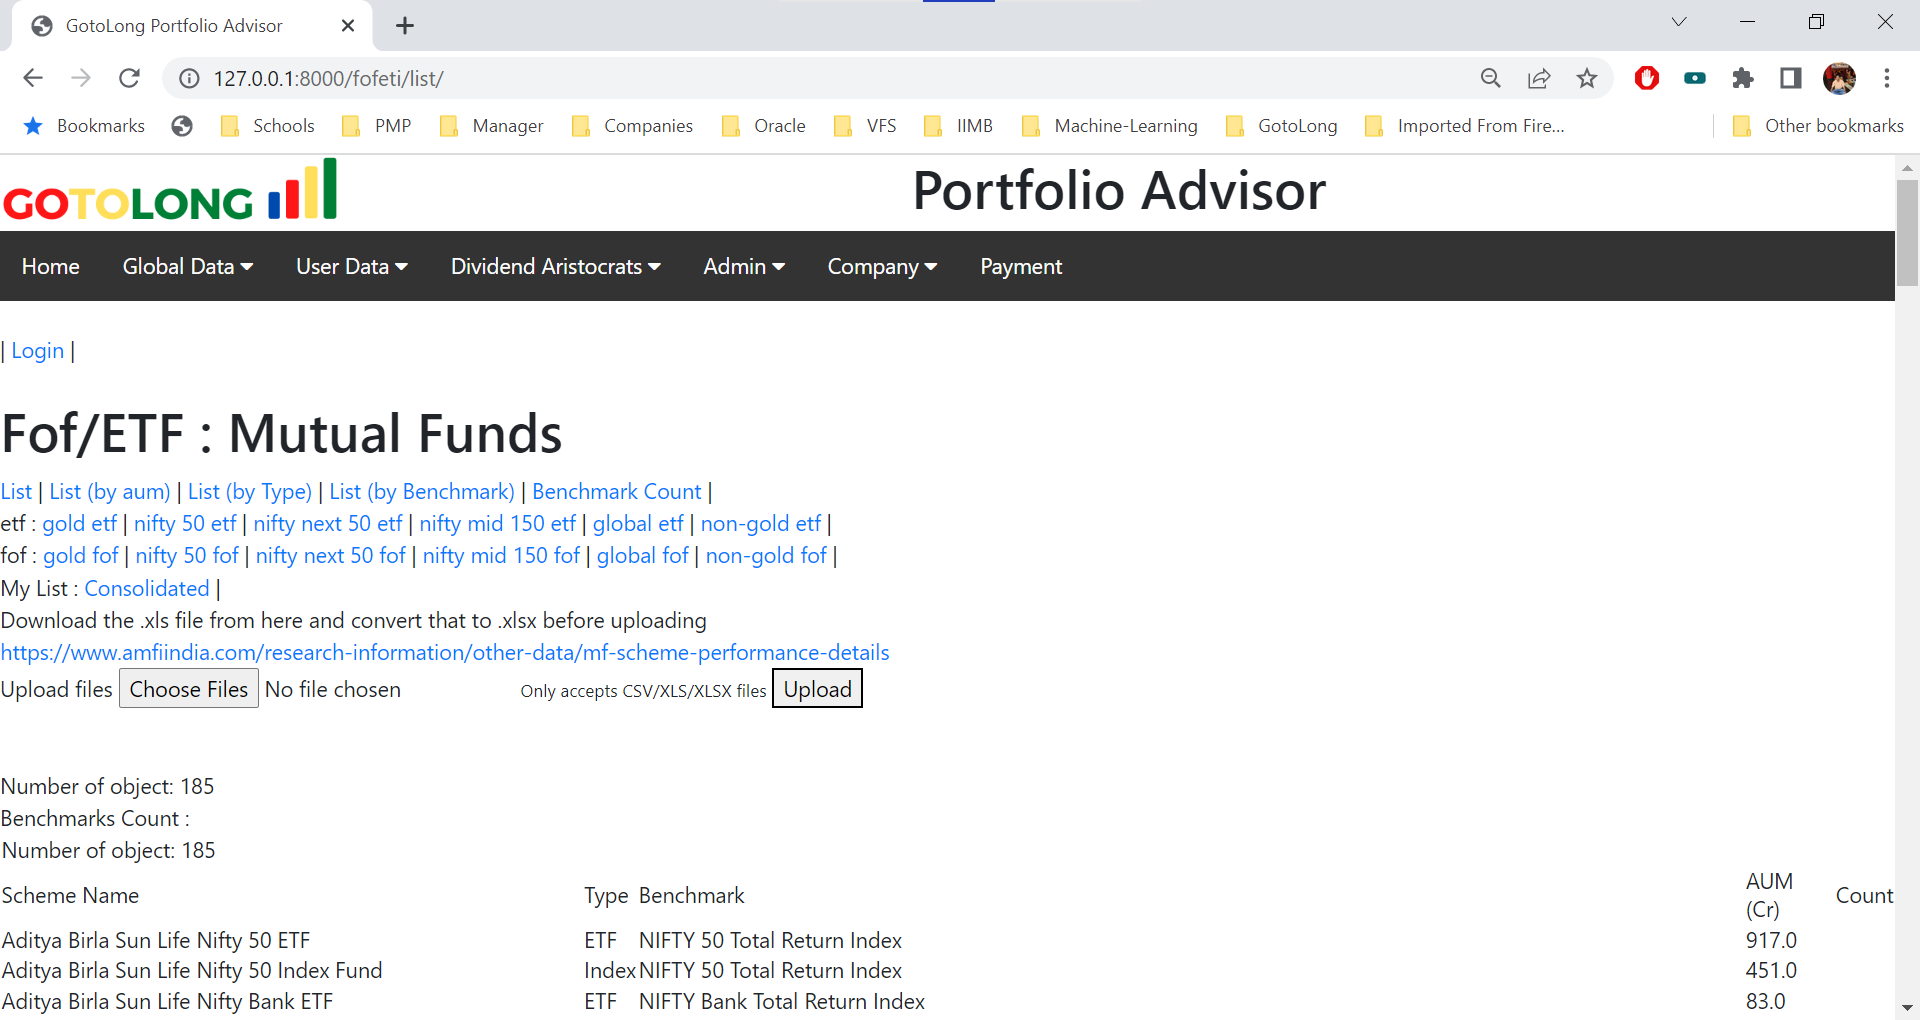 GotoLong Portfolio Advisor
127.0.0.1:8000/fofeti/list/
Bookmarks Schools PMP Manager Companies Oracle VFS IIMB Machine-Learning GotoLong Imported From Fire... Other bookmarks
GOTOLONG
Portfolio Advisor
Home Global Data User Data Dividend Aristocrats Admin Company Payment
| Login |
Fof/ETF : Mutual Funds
List | List (by aum) | List (by Type) | List (by Benchmark) | Benchmark Count |
etf : gold etf | nifty 50 etf | nifty next 50 etf | nifty mid 150 etf | global etf | non-gold etf |
fof : gold fof | nifty 50 fof | nifty next 50 fof | nifty mid 150 fof | global fof | non-gold fof |
My List : Consolidated |
Download the .xls file from here and convert that to .xlsx before uploading
https://www.amfiindia.com/research-information/other-data/mf-scheme-performance-details
Upload files Choose Files No file chosen Only accepts CSV/XLS/XLSX files Upload
Number of object: 185
Benchmarks Count :
Number of object: 185
Scheme Name Type Benchmark AUM (Cr) Count
Aditya Birla Sun Life Nifty 50 ETF ETF NIFTY 50 Total Return Index 917.0
Aditya Birla Sun Life Nifty 50 Index Fund Index NIFTY 50 Total Return Index 451.0
Aditya Birla Sun Life Nifty Bank ETF ETF NIFTY Bank Total Return Index 83.0